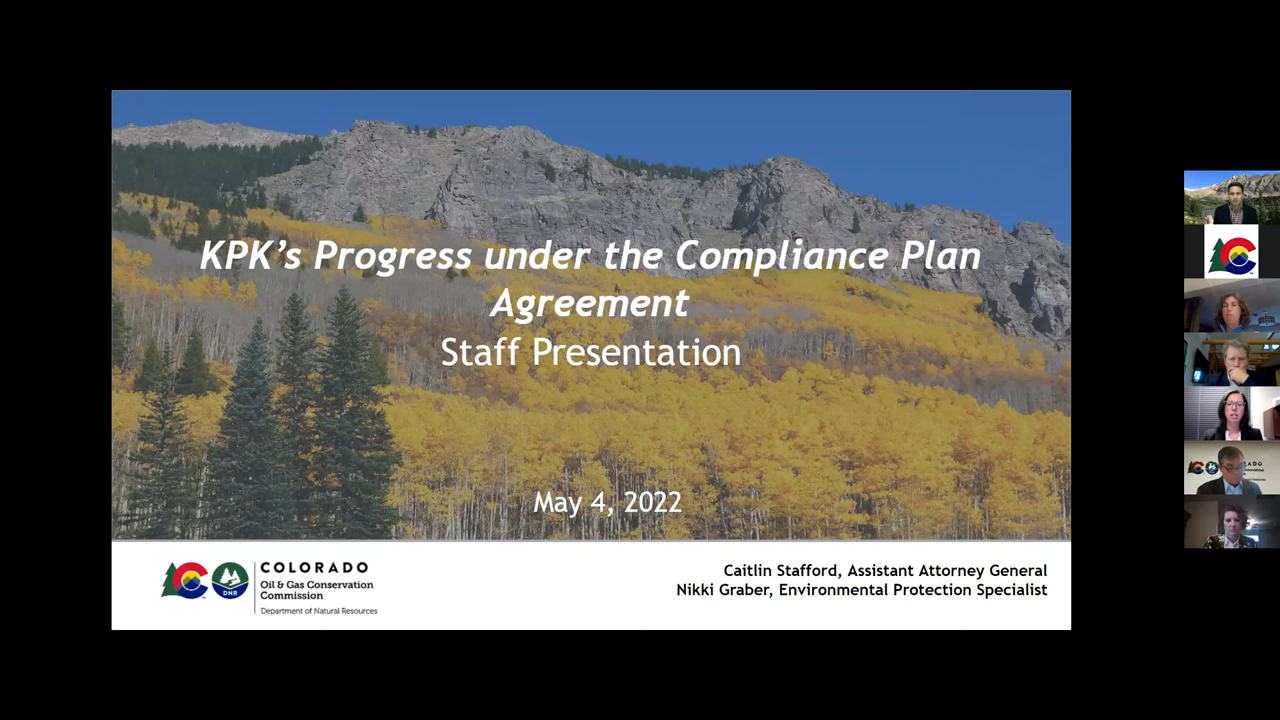 KPK's Progress under the Compliance Plan
Agreement
Staff Presentation
May 4, 2022
COLORADO
Oil & Gas Conservation
Commission
Department of Natural Resources
DNR
Caitlin Stafford, Assistant Attorney General
Nikki Graber, Environmental Protection Specialist